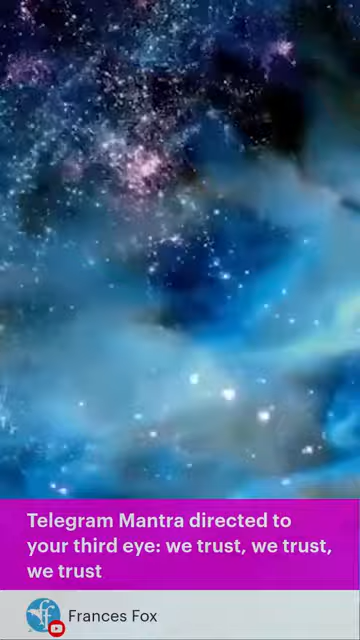 Telegram Mantra directed to
your third eye: we trust, we trust,
we trust
Frances Fox